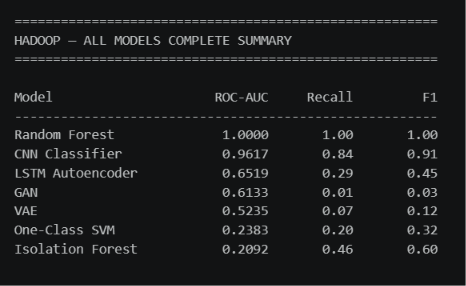 ======================================================
HADOOP — ALL MODELS COMPLETE SUMMARY
======================================================
Model ROC-AUC Recall F1
------------------------------------------------------
Random Forest 1.0000 1.00 1.00
CNN Classifier 0.9617 0.84 0.91
LSTM Autoencoder 0.6519 0.29 0.45
GAN 0.6133 0.01 0.03
VAE 0.5235 0.07 0.12
One-Class SVM 0.2383 0.20 0.32
Isolation Forest 0.2092 0.46 0.60